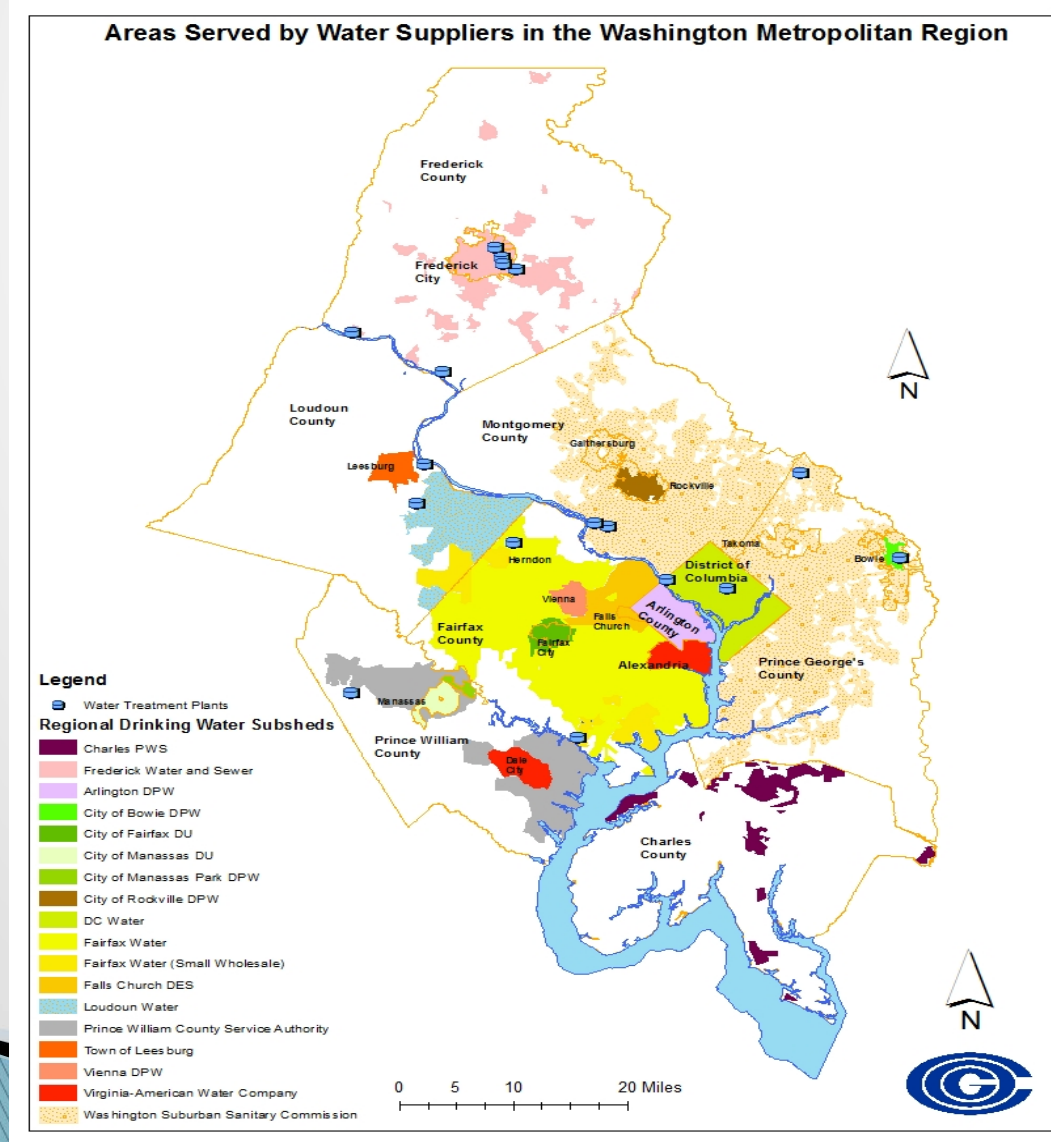 Areas Served by Water Suppliers in the Washington Metropolitan Region
Frederick
County
Frederick
City
N
Loudoun
County
Montgomery
County
Gaithersburg
Leesburg
Rockville
Takoma
Herndon
District of
Columbia
Bowie
Vienna
Arlington
County
Falls
Church
Fairfax
County
Fairfax
City
Alexandria
Prince George's
County
Manassas
Prince William
County
Dale
City
Charles
County
N
Legend
Water Treatment Plants
Regional Drinking Water Subsheds
Charles PWS
Frederick Water and Sewer
Arlington DPW
City of Bowie DPW
City of Fairfax DU
City of Manassas DU
City of Manassas Park DPW
City of Rockville DPW
DC Water
Fairfax Water
Fairfax Water (Small Wholesale)
Falls Church DES
Loudoun Water
Prince William County Service Authority
Town of Leesburg
Vienna DPW
Virginia-American Water Company
Washington Suburban Sanitary Commission
0 5 10 20 Miles